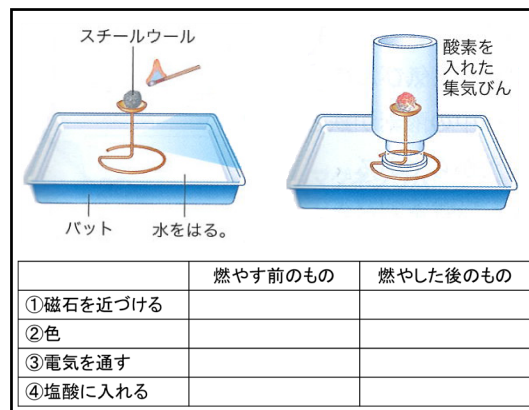 スチールウール
酸素を
入れた
集気びん
バット
水をはる。
燃やす前のもの
燃やした後のもの
①磁石を近づける
②色
③電気を通す
④塩酸に入れる